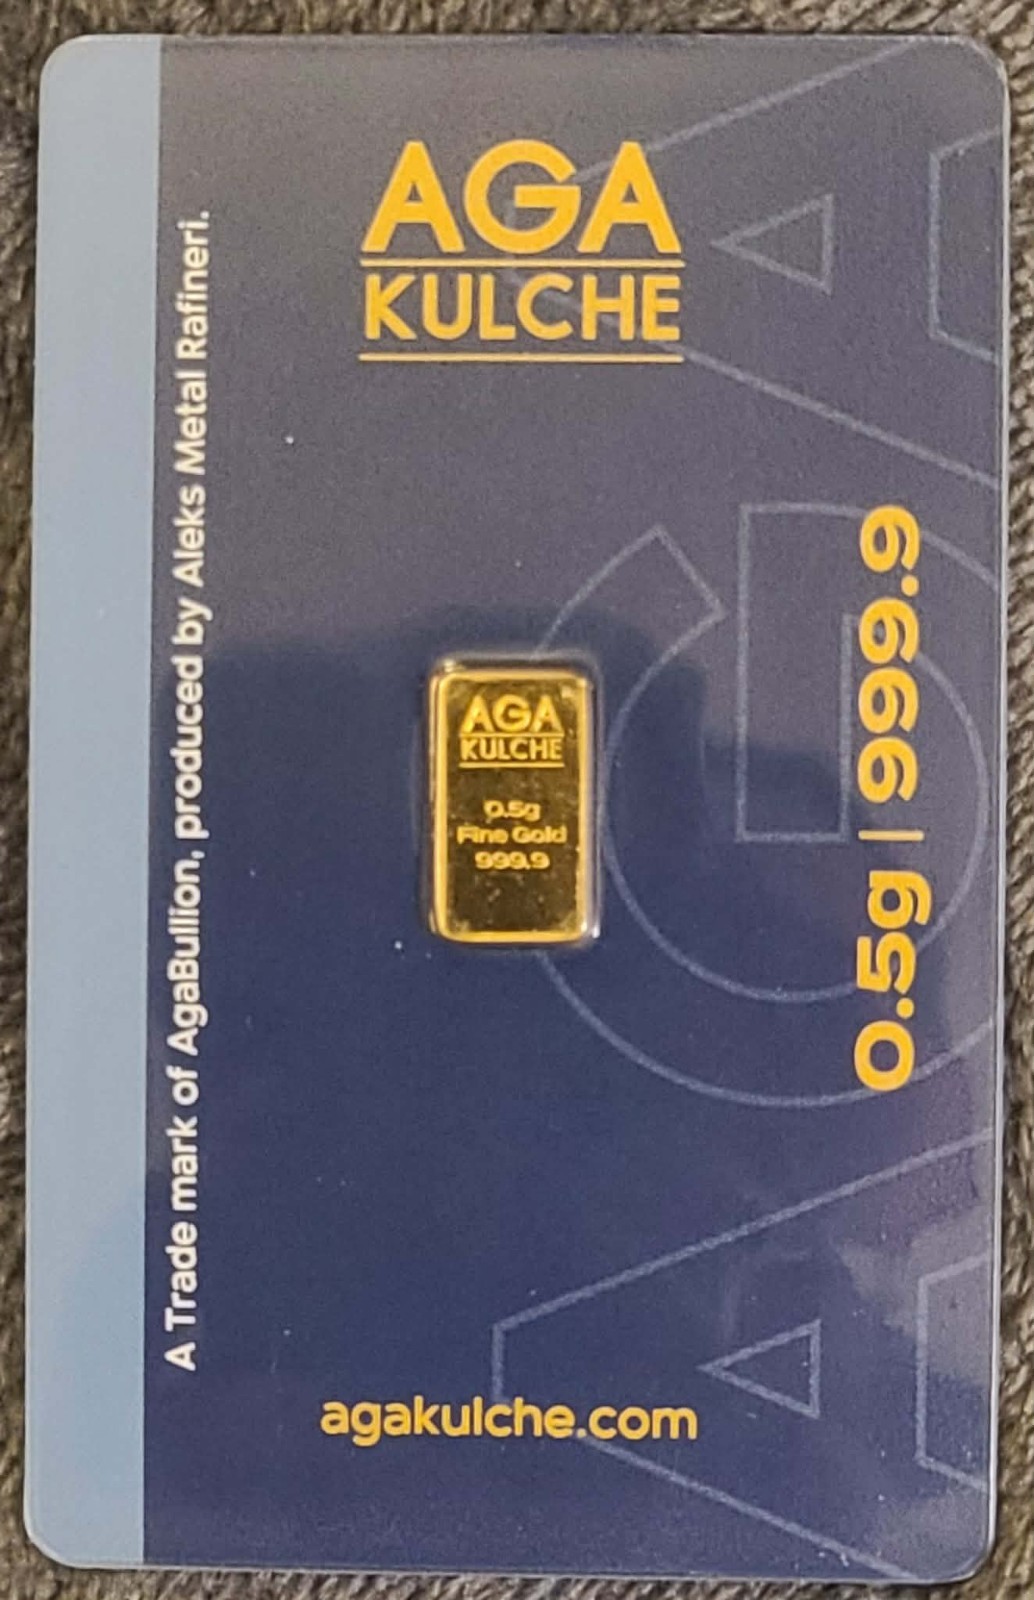 AGA
KULCHE
A Trade mark of AgaBullion, produced by Aleks Metal Rafineri.
AGA
KULCHE
0.5g
Fine Gold
999.9
0.5g | 999.9
agakulche.com
AGA